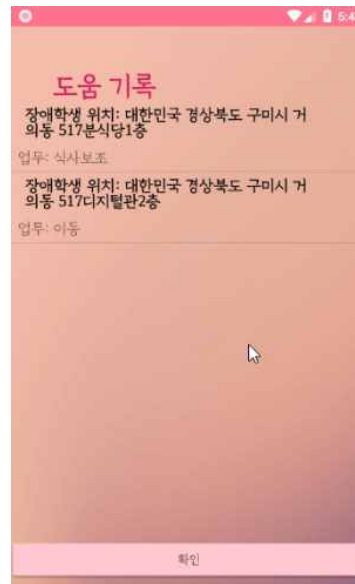 5:4
도움 기록
장애학생 위치: 대한민국 경상북도 구미시 거
의동 517분식당1층
업무: 식사보조
장애학생 위치: 대한민국 경상북도 구미시 거
의동 517디지털관2층
업무: 이동
확인